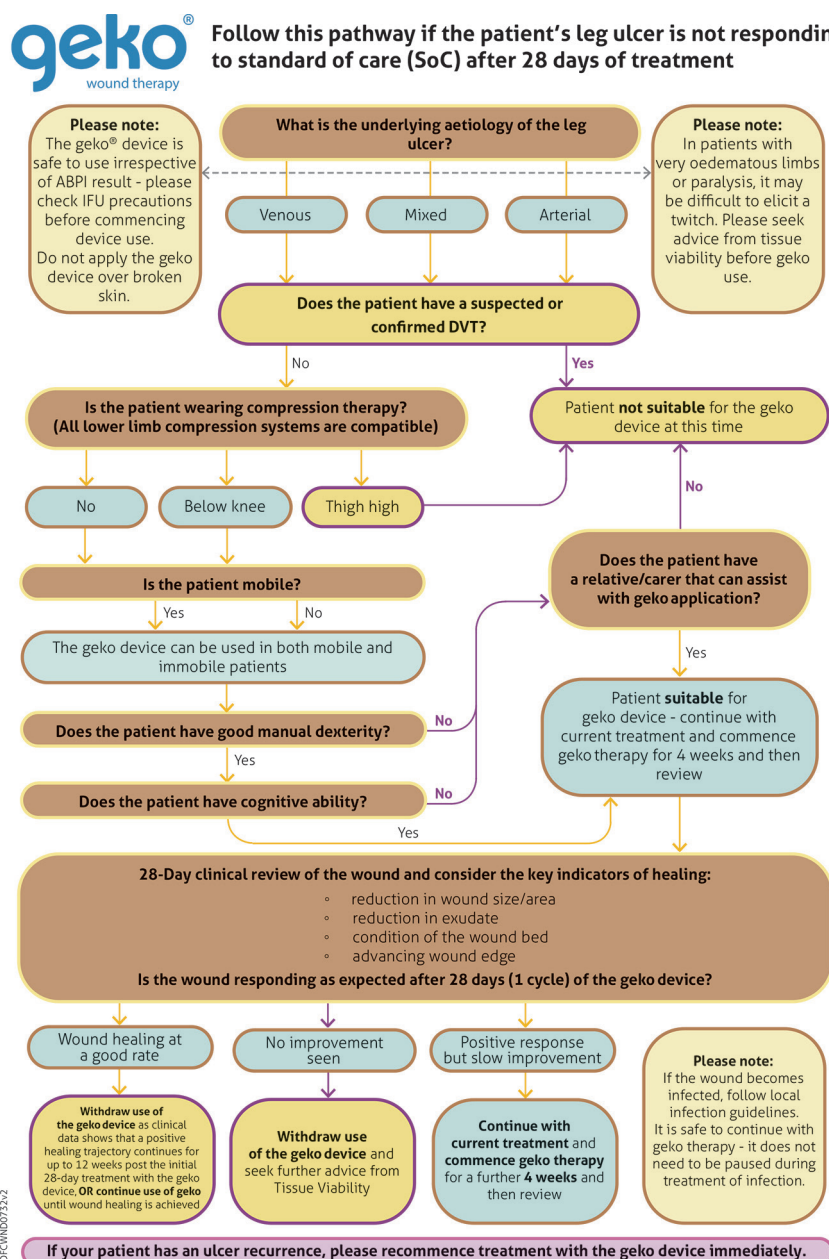 geko®
wound therapy
Follow this pathway if the patient’s leg ulcer is not respondin
to standard of care (SoC) after 28 days of treatment
Please note:
The geko® device is
safe to use irrespective
of ABPI result - please
check IFU precautions
before commencing
device use.
Do not apply the geko
device over broken
skin.
What is the underlying aetiology of the leg
ulcer?
Please note:
In patients with
very oedematous limbs
or paralysis, it may
be difficult to elicit a
twitch. Please seek
advice from tissue
viability before geko
use.
Venous
Mixed
Arterial
Does the patient have a suspected or
confirmed DVT?
No
Yes
Is the patient wearing compression therapy?
(All lower limb compression systems are compatible)
Patient not suitable for the geko
device at this time
No
Below knee
Thigh high
No
Is the patient mobile?
Yes
No
Does the patient have
a relative/carer that can assist
with geko application?
The geko device can be used in both mobile and
immobile patients
Yes
Does the patient have good manual dexterity?
No
Yes
Patient suitable for
geko device - continue with
current treatment and commence
geko therapy for 4 weeks and then
review
Does the patient have cognitive ability?
No
Yes
28-Day clinical review of the wound and consider the key indicators of healing:
◦ reduction in wound size/area
◦ reduction in exudate
◦ condition of the wound bed
◦ advancing wound edge
Is the wound responding as expected after 28 days (1 cycle) of the geko device?
Wound healing at
a good rate
No improvement
seen
Positive response
but slow improvement
Withdraw use of
the geko device as clinical
data shows that a positive
healing trajectory continues for
up to 12 weeks post the initial
28-day treatment with the geko
device, OR continue use of geko
until wound healing is achieved
Withdraw use
of the geko device and
seek further advice from
Tissue Viability
Continue with
current treatment and
commence geko therapy
for a further 4 weeks and
then review
Please note:
If the wound becomes
infected, follow local
infection guidelines.
It is safe to continue with
geko therapy - it does not
need to be paused during
treatment of infection.
If your patient has an ulcer recurrence, please recommence treatment with the geko device immediately.